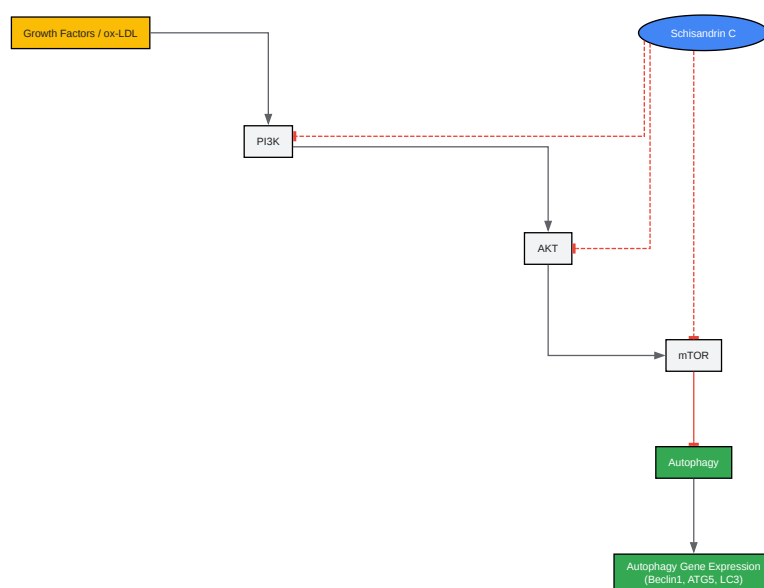 Growth Factors / ox-LDL
Schisandrin C
PI3K
AKT
mTOR
Autophagy
Autophagy Gene Expression
(Beclin1, ATG5, LC3)